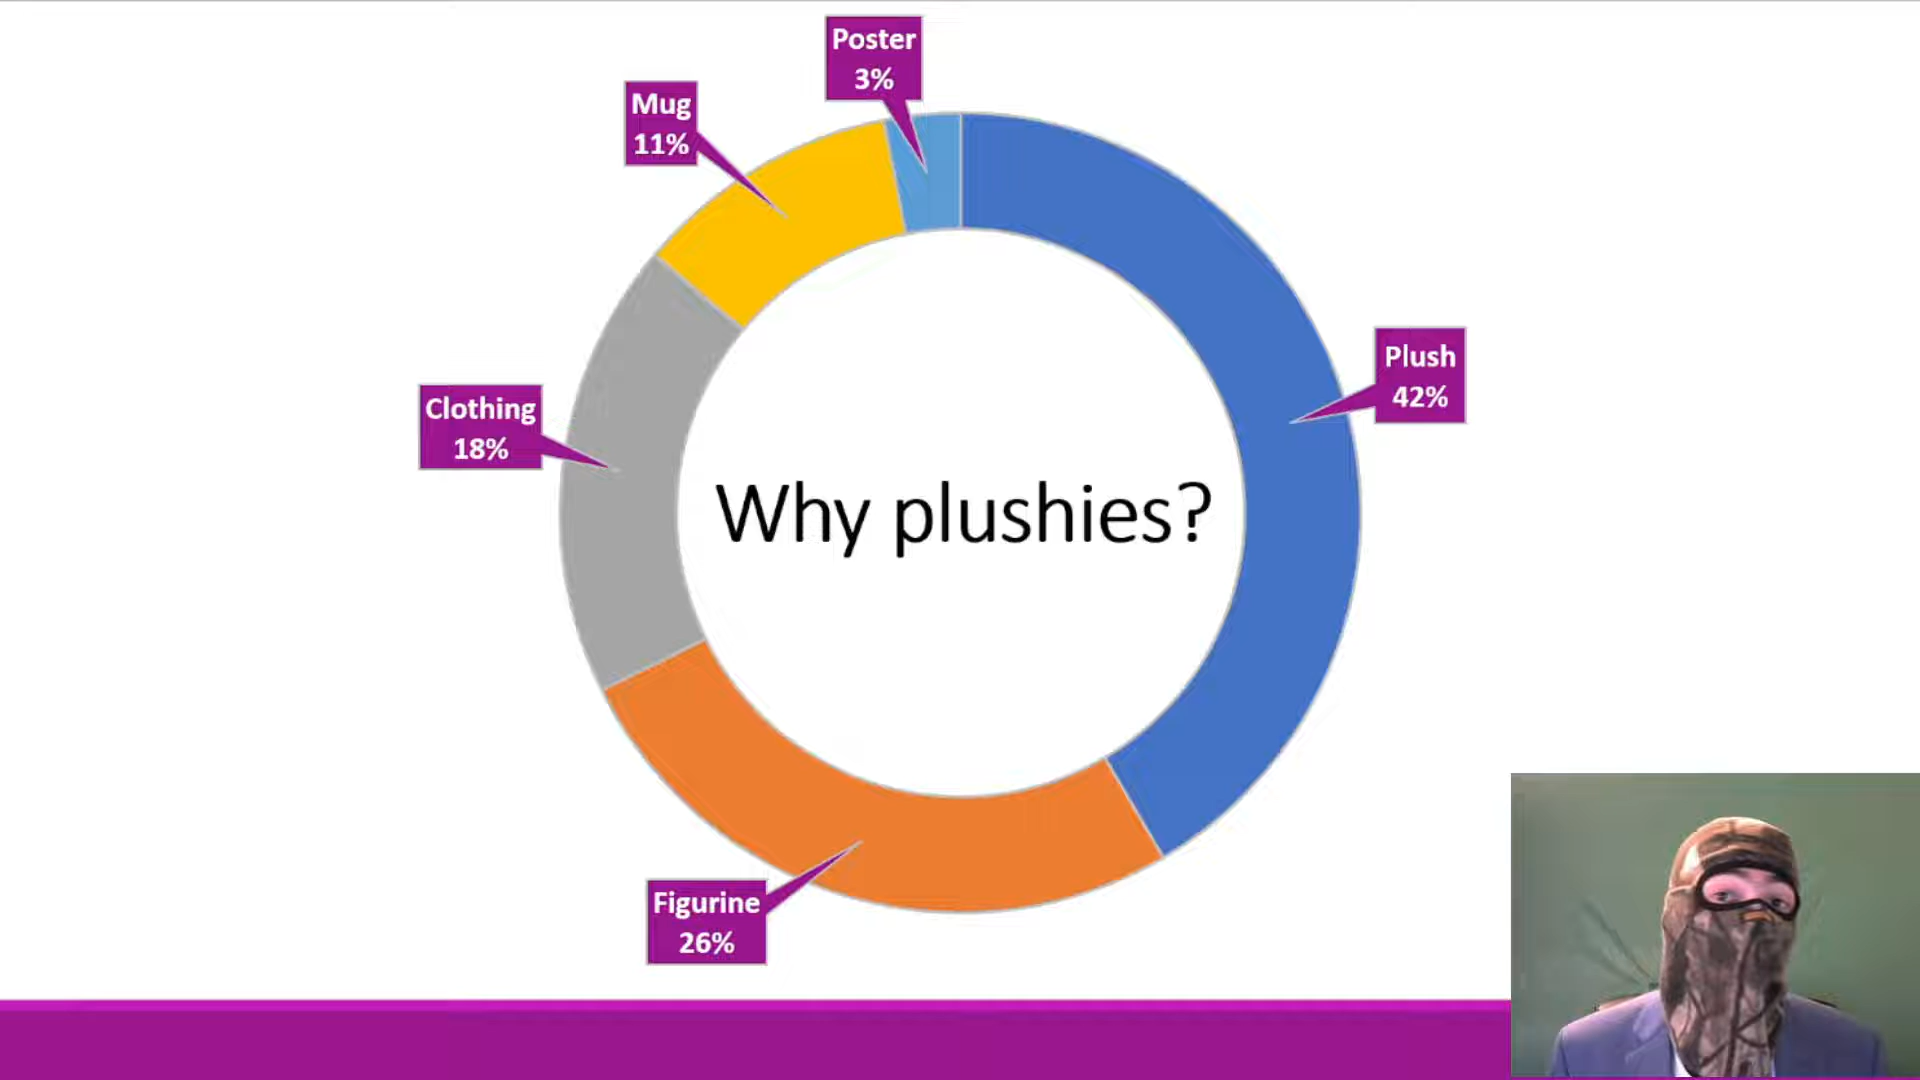 Poster
3%
Mug
11%
Plush
42%
Clothing
18%
Why plushies?
Figurine
26%